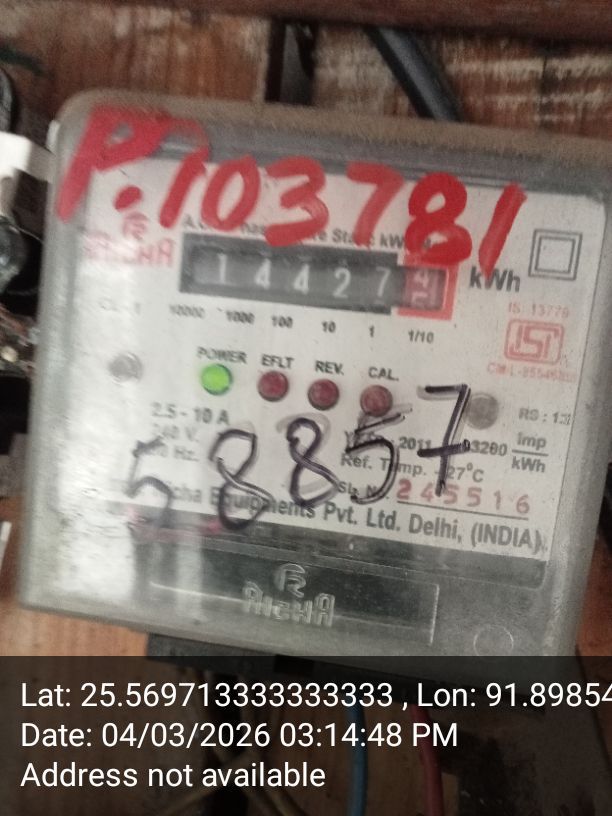 P.103781
RICHA
kWh
1 4 4 2 7
10000 1000 100 10 1 1/10
IS: 13779
ISI
POWER EFLT REV. CAL.
2.5 - 10 A
240 V.
2011 3200 imp/kWh
Ref. Temp. 27°C
58857
Sl. No. 245516
Richa Equipments Pvt. Ltd. Delhi, (INDIA)
RICHA
Lat: 25.569713333333333 , Lon: 91.89854
Date: 04/03/2026 03:14:48 PM
Address not available